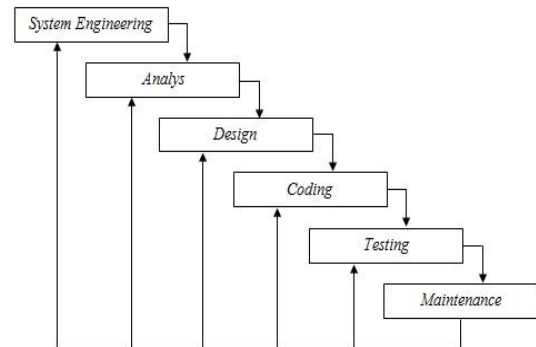 System Engineering
Analys
Design
Coding
Testing
Maintenance